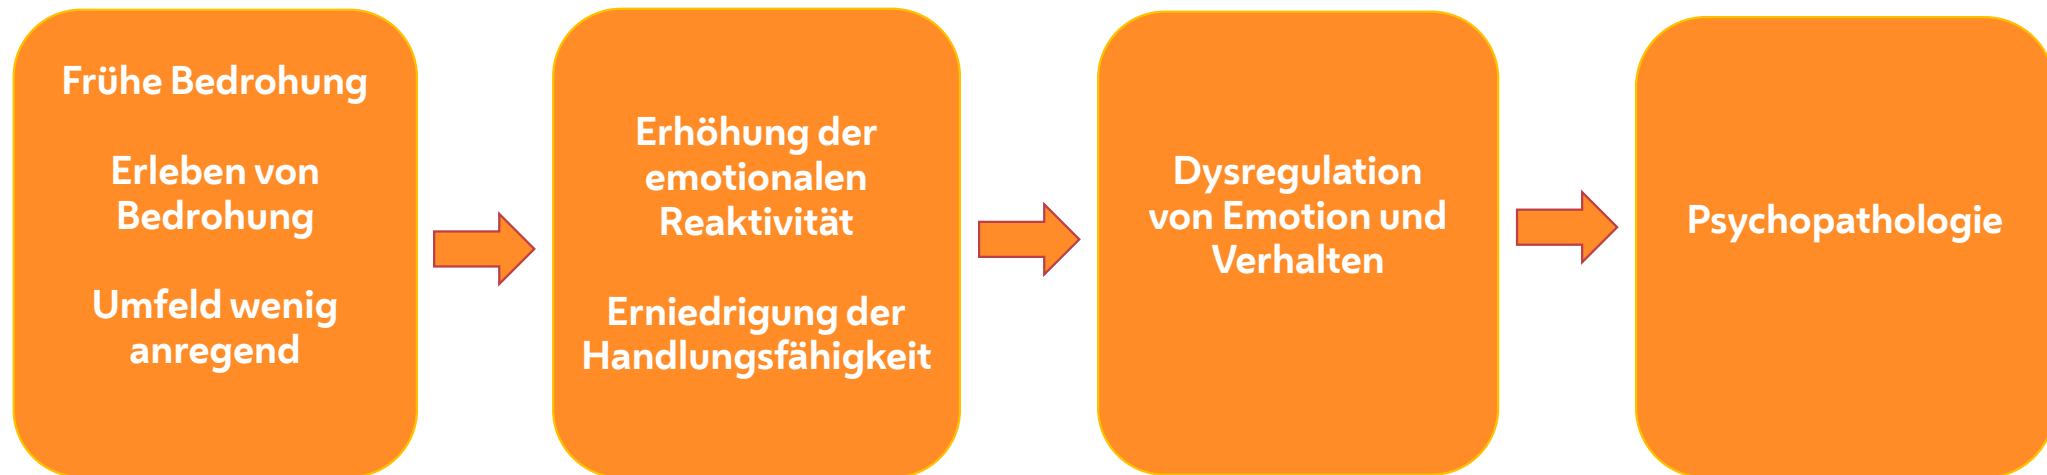 Frühe Bedrohung
Erleben von
Bedrohung
Umfeld wenig
anregend
Erhöhung der
emotionalen
Reaktivität
Erniedrigung der
Handlungsfähigkeit
Dysregulation
von Emotion und
Verhalten
Psychopathologie